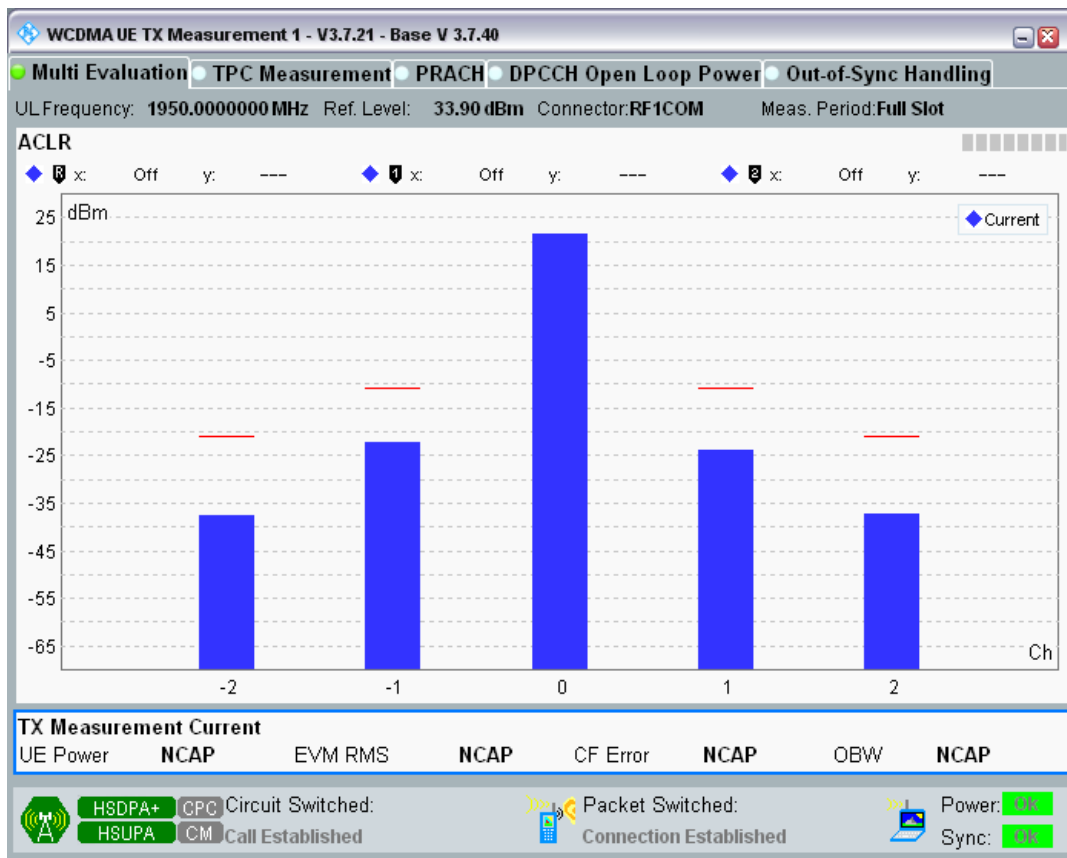 WCDMA UE TX Measurement 1 - V3.7.21 - Base V 3.7.40
Multi Evaluation TPC Measurement PRACH DPCCH Open Loop Power Out-of-Sync Handling
UL Frequency: 1950.0000000 MHz Ref. Level: 33.90 dBm Connector:RF1COM Meas. Period:Full Slot
ACLR
R x: Off y: --- 1 x: Off y: --- 2 x: Off y: ---
dBm
Current
25
15
5
-5
-15
-25
-35
-45
-55
-65
Ch
-2 -1 0 1 2
TX Measurement Current
UE Power NCAP EVM RMS NCAP CF Error NCAP OBW NCAP
HSDPA+ CPC Circuit Switched: Packet Switched: Power: Ok
HSUPA CM Call Established Connection Established Sync: Ok